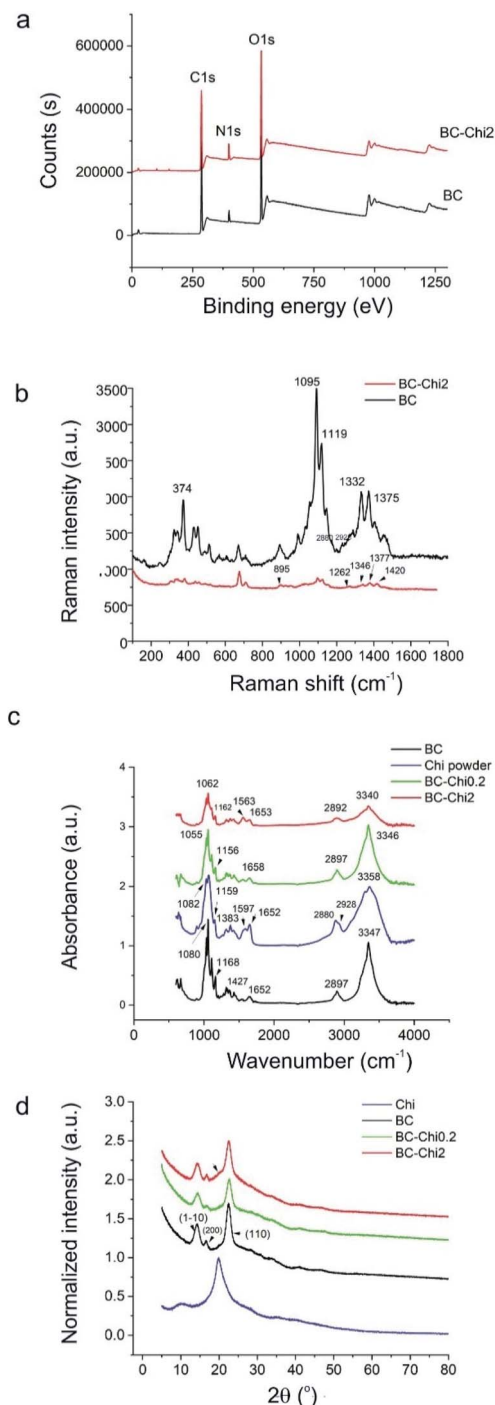 a
600000
400000
200000
0
Counts (s)
C1s
N1s
O1s
BC-Chi2
BC
0 250 500 750 1000 1250
Binding energy (eV)
b
3500
000
500
000
500
000
500
0
Raman intensity (a.u.)
BC-Chi2
BC
1095
1119
374
1332
1375
2880
895
1262
1346
1377
1420
200 400 600 800 1000 1200 1400 1600 1800
Raman shift (cm-1)
c
4
3
2
1
0
Absorbance (a.u.)
BC
Chi powder
BC-Chi0.2
BC-Chi2
1062
1162
1563
1653
2892
3340
1055
1156
1658
2897
3346
1082
1159
1383
1597
1652
2880
2928
3358
1080
1168
1427
1652
2897
3347
0 1000 2000 3000 4000
Wavenumber (cm-1)
d
3.0
2.5
2.0
1.5
1.0
0.5
0.0
Normalized intensity (a.u.)
Chi
BC
BC-Chi0.2
BC-Chi2
(1-10)
(200)
(110)
0 10 20 30 40 50 60 70 80
2θ (°)